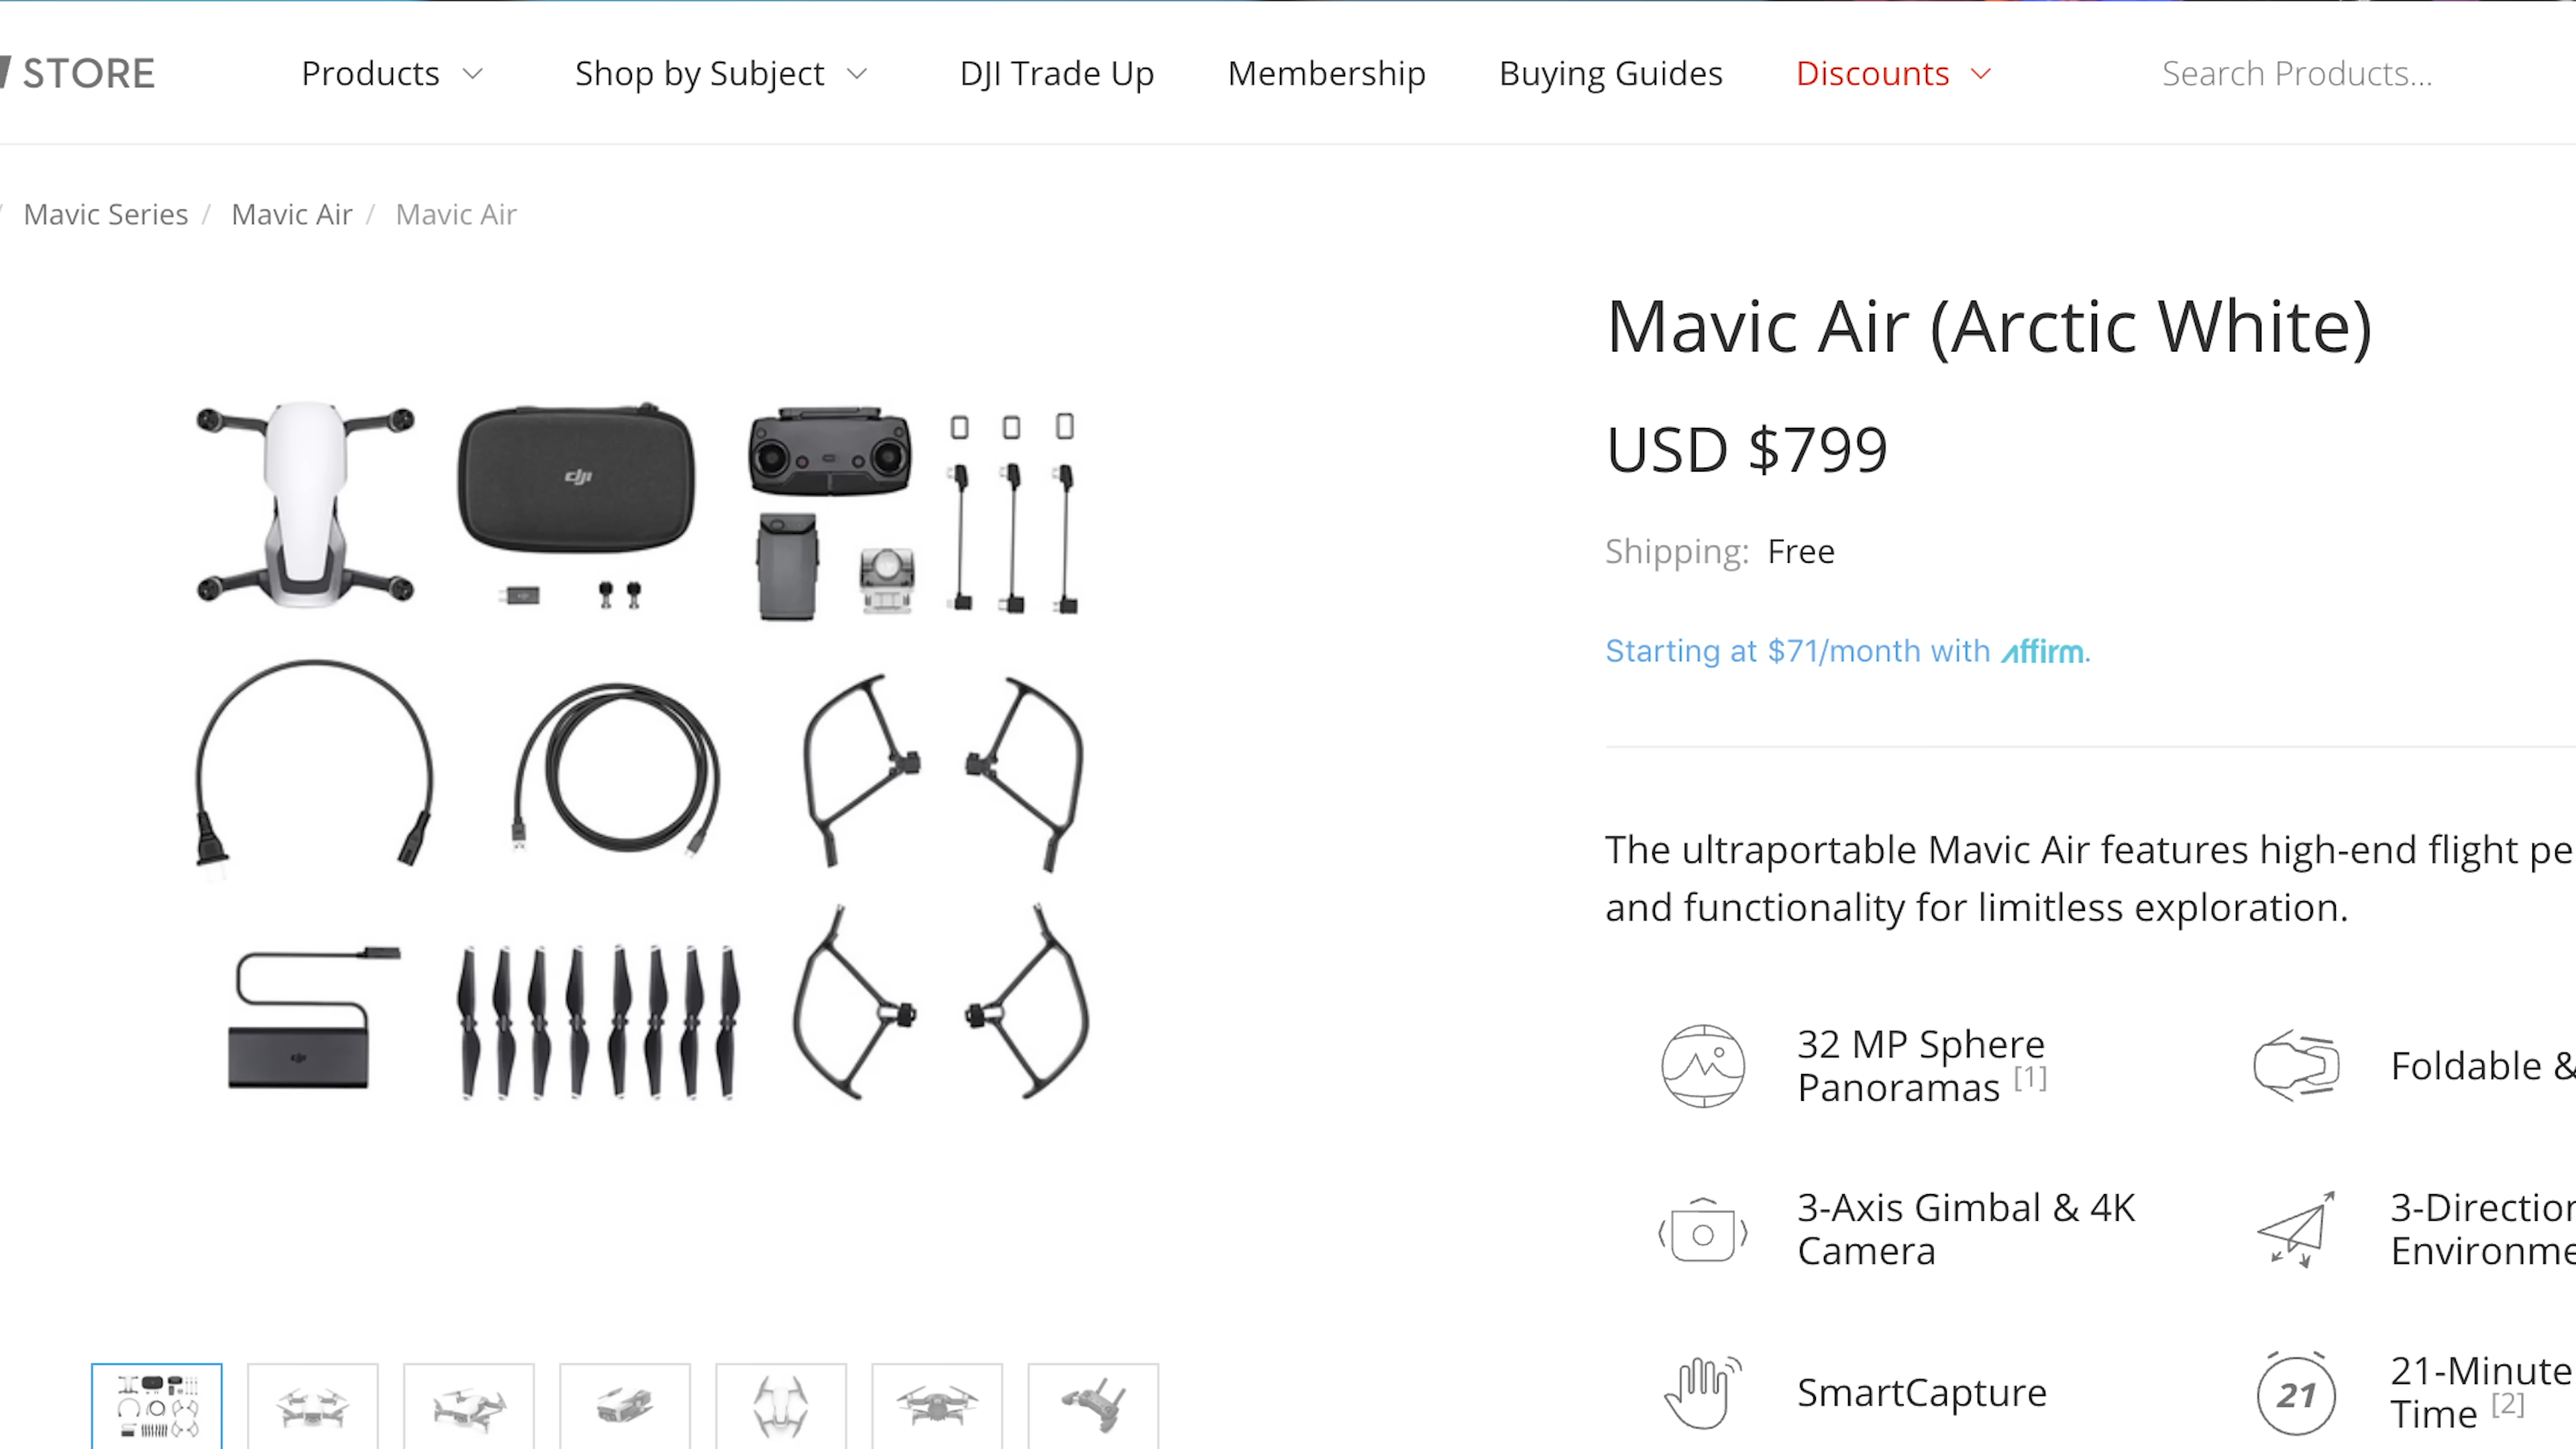 STORE Products Shop by Subject DJI Trade Up Membership Buying Guides Discounts Search Products...
/ Mavic Series / Mavic Air / Mavic Air
Mavic Air (Arctic White)
USD $799
Shipping: Free
Starting at $71/month with affirm.
The ultraportable Mavic Air features high-end flight pe
and functionality for limitless exploration.
32 MP Sphere
Panoramas [1]
Foldable &
3-Axis Gimbal & 4K
Camera
3-Direction
Environme
SmartCapture
21
21-Minute
Time [2]
dji
dji